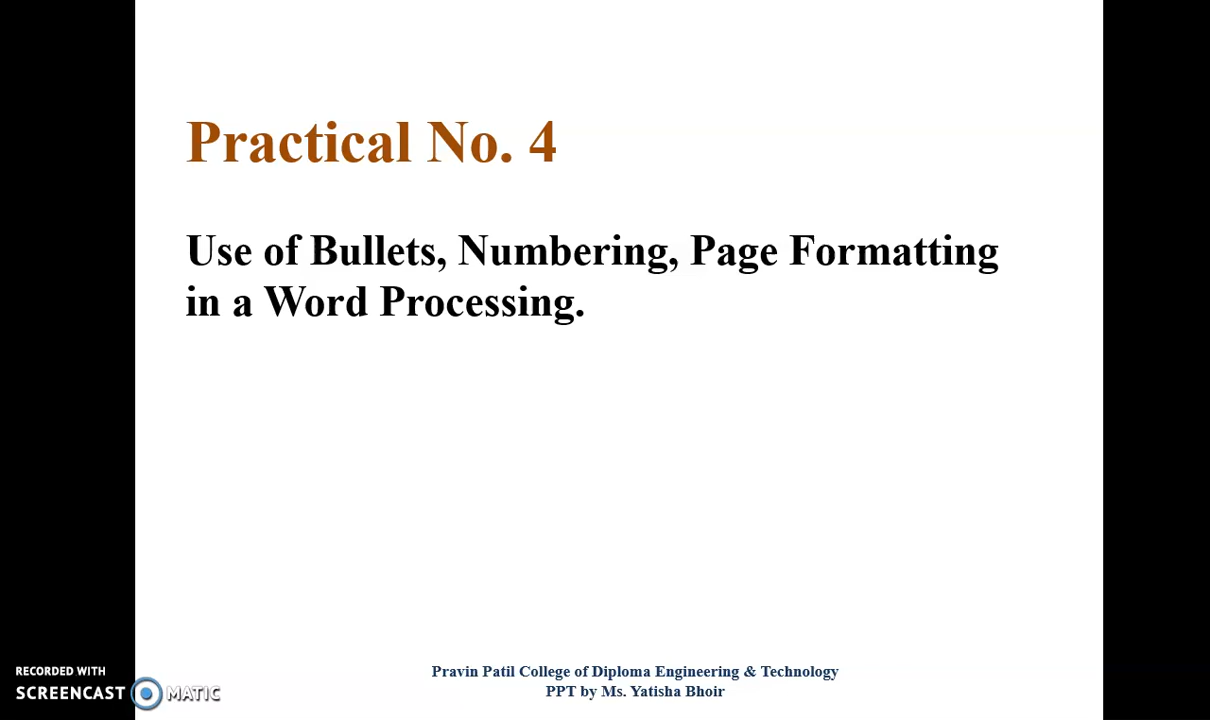 Practical No. 4
Use of Bullets, Numbering, Page Formatting
in a Word Processing.
Pravin Patil College of Diploma Engineering & Technology
PPT by Ms. Yatisha Bhoir
RECORDED WITH
SCREENCAST MATIC